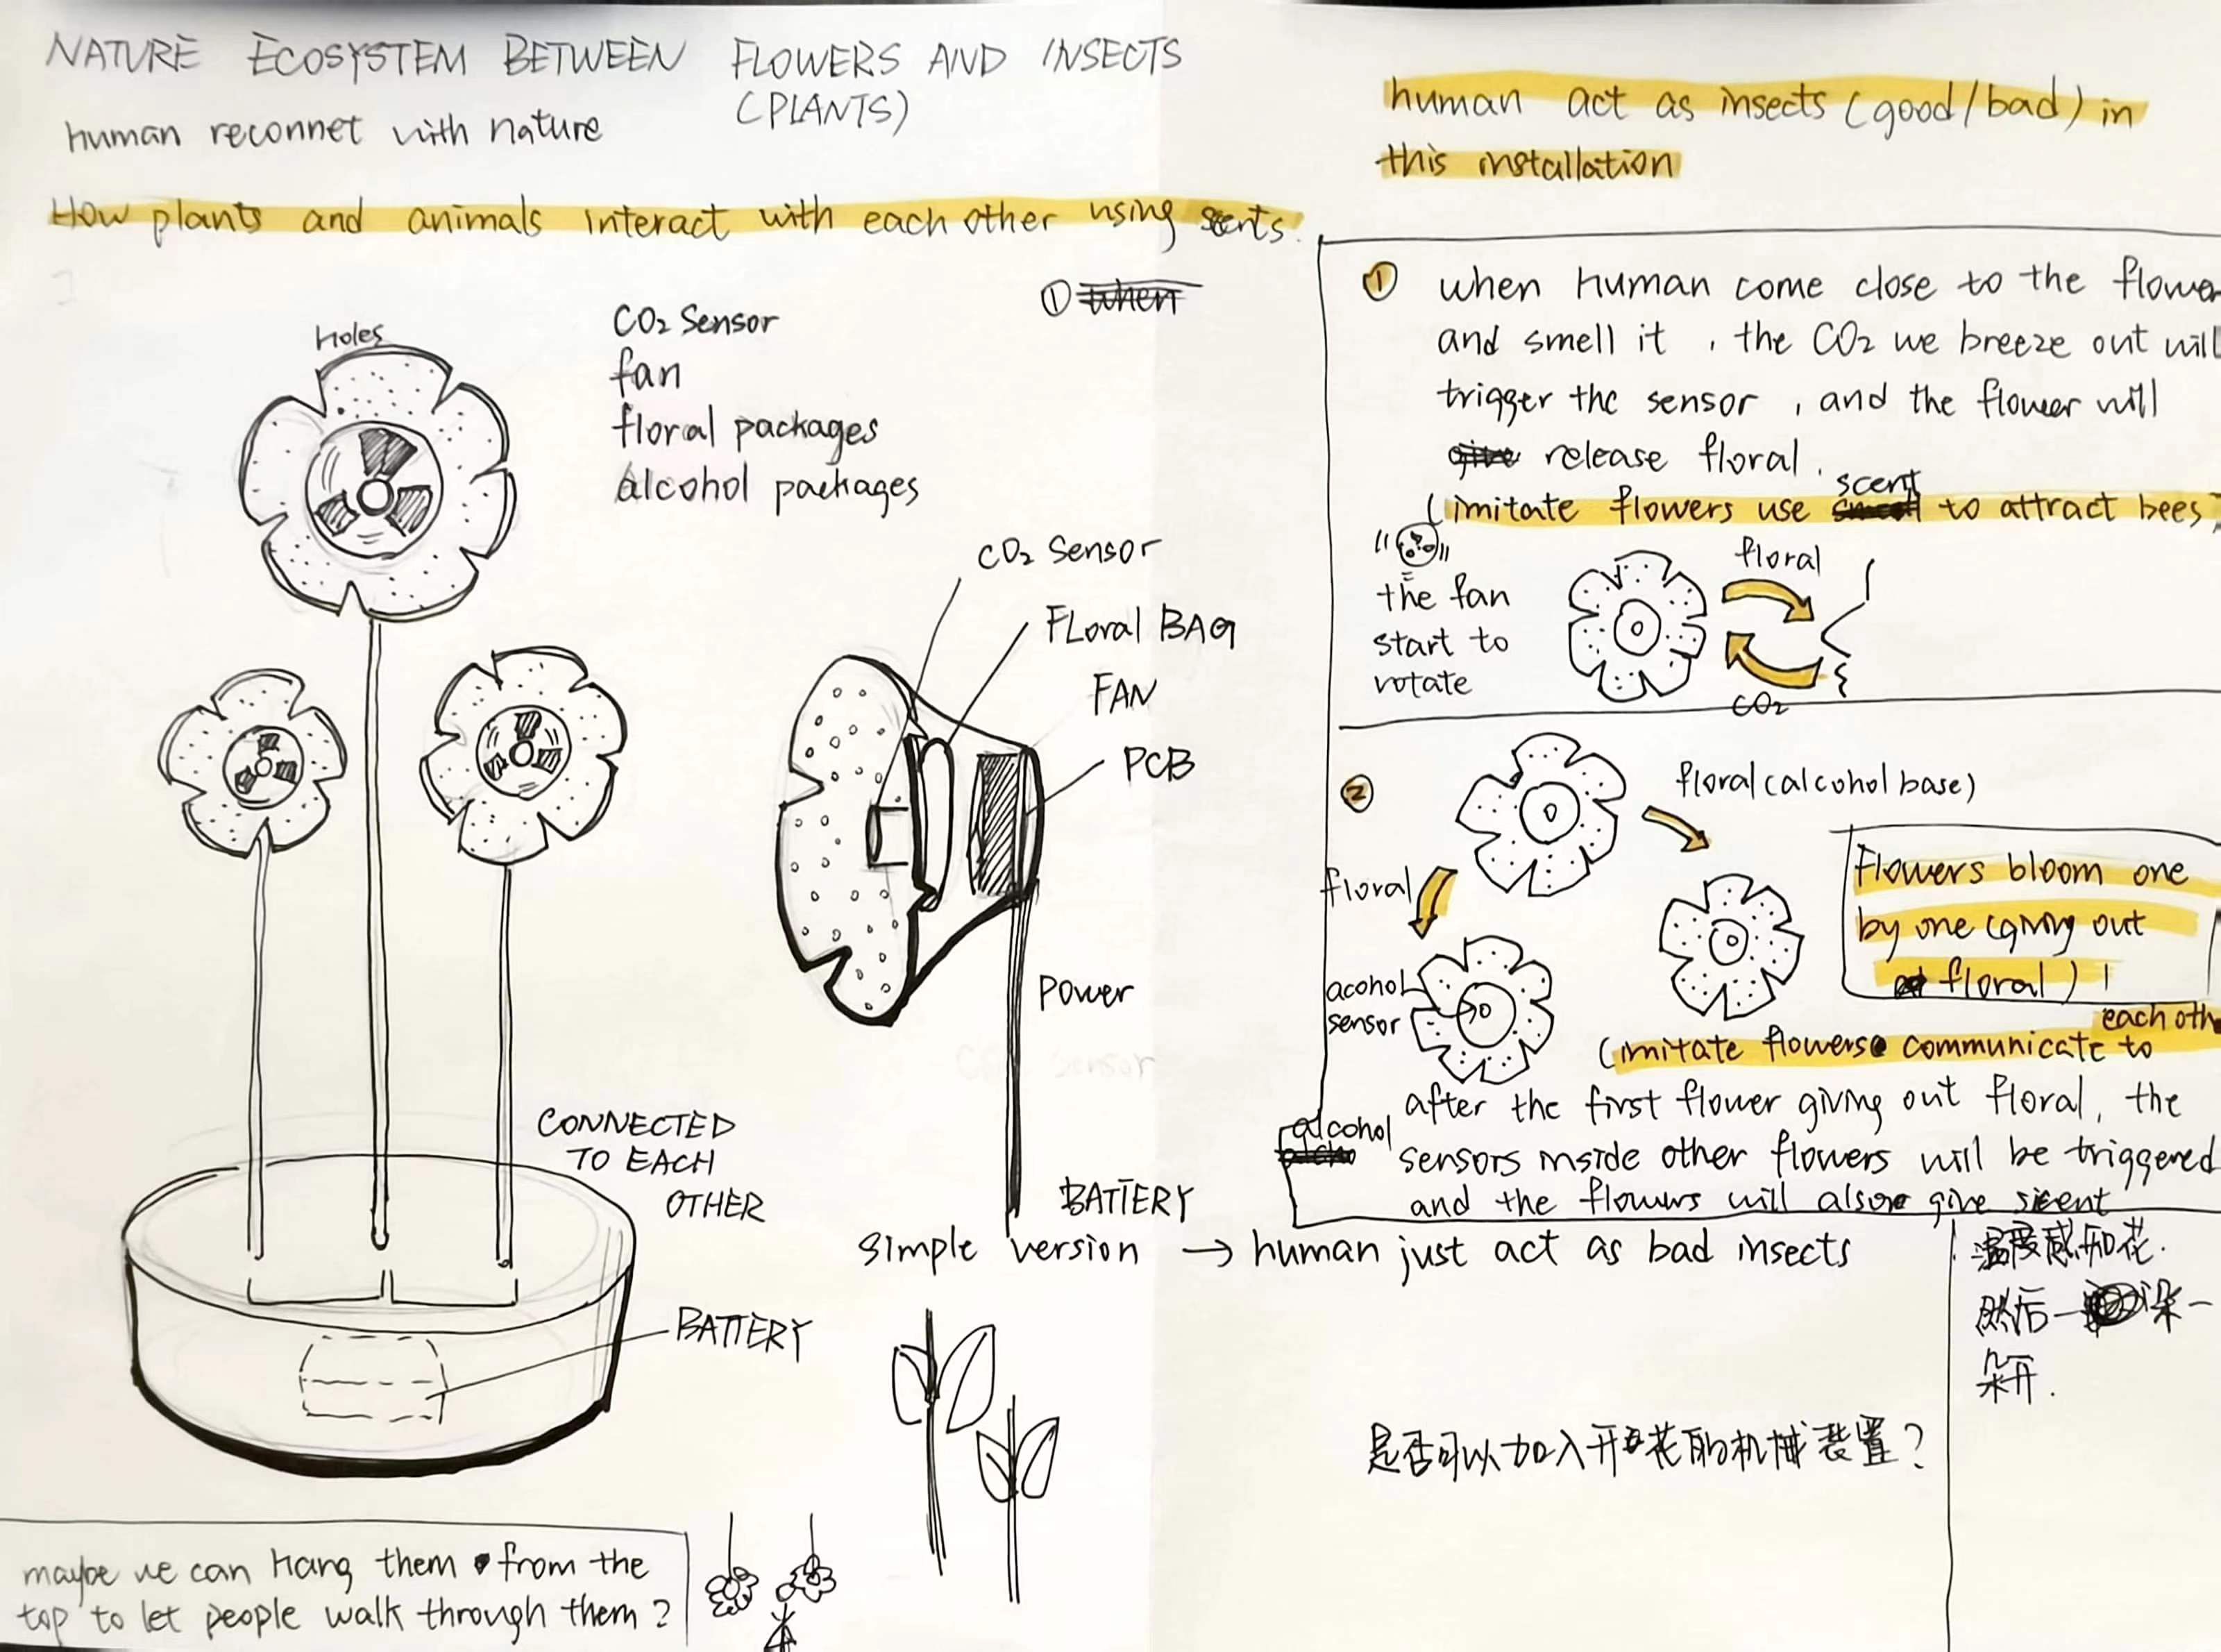 NATURE ECOSYSTEM BETWEEN FLOWERS AND INSECTS
(PLANTS)
human reconnet with nature
How plants and animals interact with each other using scents.
① when
Holes
CO₂ Sensor
fan
floral packages
alcohol packages
CO₂ Sensor
FLoral BAG
FAN
PCB
Power
BATTERY
CONNECTED
TO EACH
OTHER
BATTERY
simple version → human just act as bad insects
maybe we can hang them from the
top to let people walk through them?
human act as insects (good/bad) in
this installation
① when human come close to the flower
and smell it, the CO₂ we breeze out will
trigger the sensor, and the flower will
give release floral.
scent
(imitate flowers use to attract bees)
the fan
start to
rotate
floral
CO₂
②
floral (alcohol base)
floral
acohol
sensor
Flowers bloom one
by one (giving out
floral) !
each oth
(imitate flowers communicate to
after the first flower giving out floral, the
alcohol
sensors inside other flowers will be triggered
and the flowers will also give scent
温度感知花.
然后一朵一
朵开.
是否可以加入开花的机械装置?